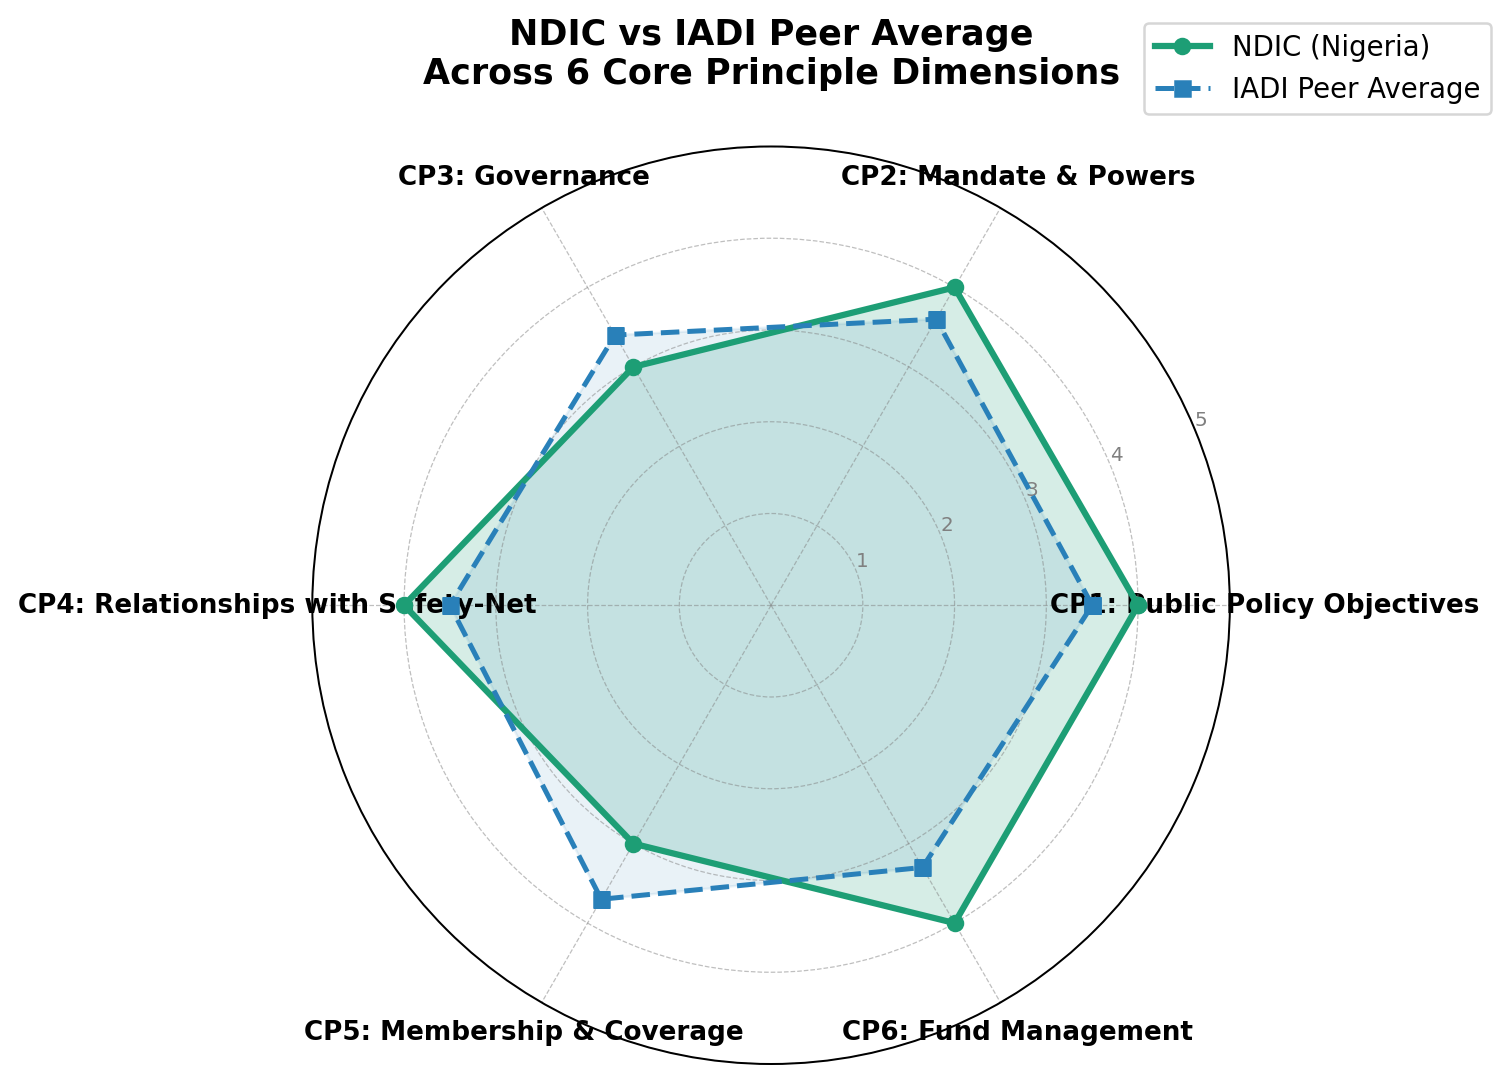 NDIC vs IADI Peer Average
Across 6 Core Principle Dimensions
NDIC (Nigeria)
IADI Peer Average
CP3: Governance
CP2: Mandate & Powers
5
4
3
2
1
CP4: Relationships with Safety-Net
CP1: Public Policy Objectives
CP5: Membership & Coverage
CP6: Fund Management